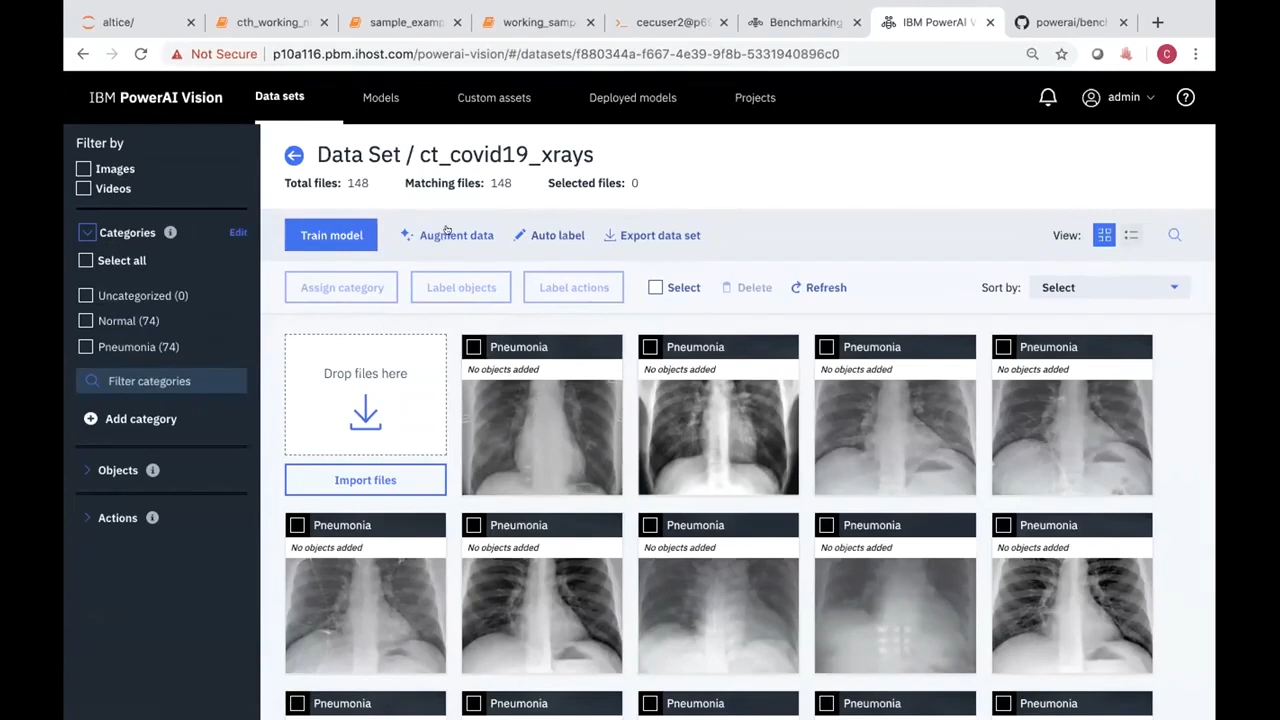 altice/
cth_working_n
sample_examp
working_samp
cecuser2@p69
Benchmarking
IBM PowerAI V
powerai/benc
Not Secure
p10a116.pbm.ihost.com/powerai-vision/#/datasets/f880344a-f667-4e39-9f8b-5331940896c0
C
IBM PowerAI Vision
Data sets
Models
Custom assets
Deployed models
Projects
admin
Filter by
Images
Videos
Categories
Edit
Select all
Uncategorized (0)
Normal (74)
Pneumonia (74)
Filter categories
Add category
Objects
Actions
Data Set / ct_covid19_xrays
Total files: 148 Matching files: 148 Selected files: 0
Train model
Augment data
Auto label
Export data set
View:
Assign category
Label objects
Label actions
Select
Delete
Refresh
Sort by:
Select
Drop files here
Import files
Pneumonia
No objects added
Pneumonia
No objects added
Pneumonia
No objects added
Pneumonia
No objects added
Pneumonia
No objects added
Pneumonia
No objects added
Pneumonia
No objects added
Pneumonia
No objects added
Pneumonia
No objects added
Pneumonia
Pneumonia
Pneumonia
Pneumonia
Pneumonia